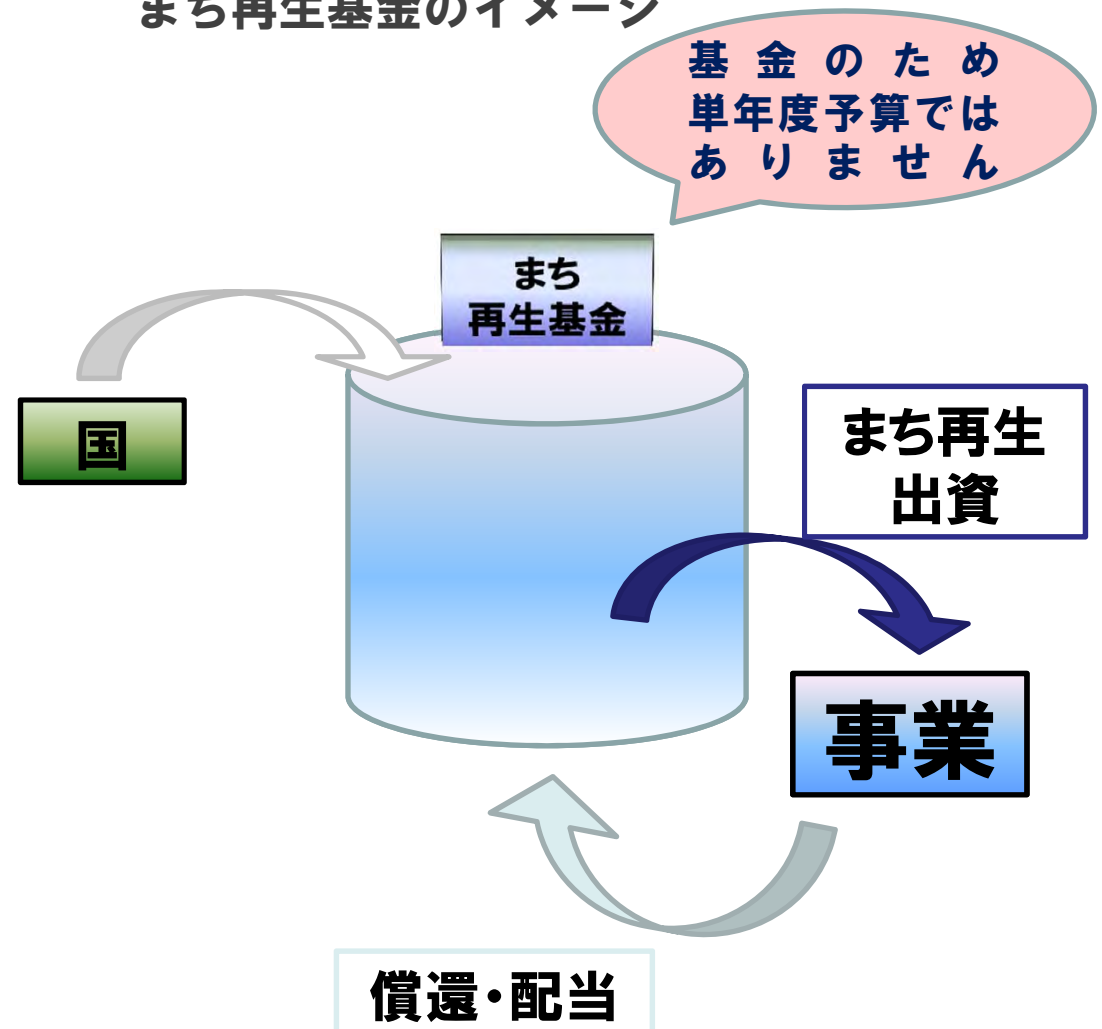 まち再生基金のイメージ
基金のため
単年度予算では
ありません
まち
再生基金
国
まち再生
出資
事業
償還・配当